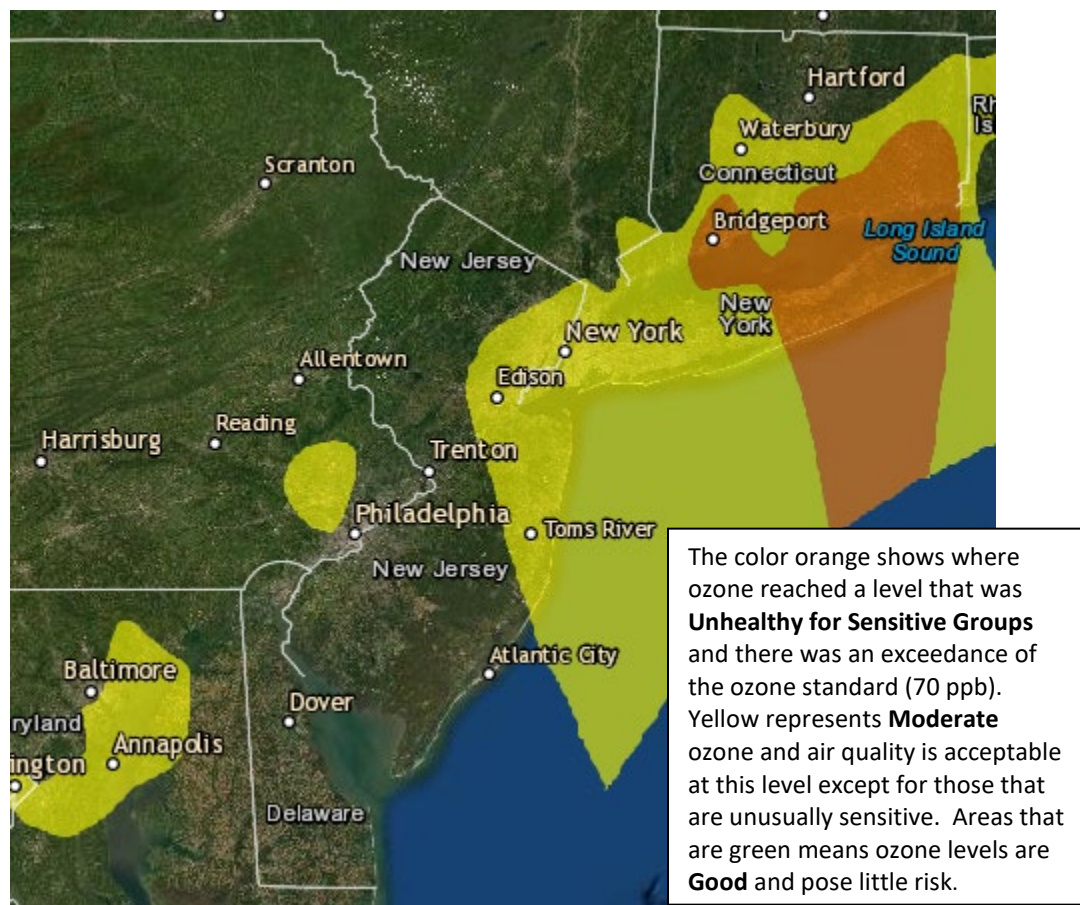 Hartford
Rh
Is
Waterbury
Scranton
Connecticut
Bridgeport
Long Island
Sound
New Jersey
New
York
New York
Allentown
Edison
Reading
Harrisburg
Trenton
Philadelphia
Toms River
New Jersey
Atlantic City
Baltimore
Dover
ryland
Annapolis
ington
Delaware
The color orange shows where
ozone reached a level that was
Unhealthy for Sensitive Groups
and there was an exceedance of
the ozone standard (70 ppb).
Yellow represents Moderate
ozone and air quality is acceptable
at this level except for those that
are unusually sensitive.  Areas that
are green means ozone levels are
Good and pose little risk.